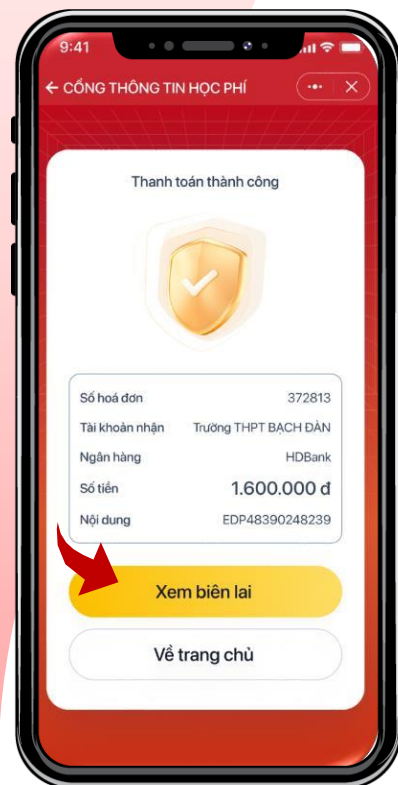 9:41
CỔNG THÔNG TIN HỌC PHÍ
Thanh toán thành công
Số hoá đơn 372813
Tài khoản nhận Trường THPT BẠCH ĐÀN
Ngân hàng HDBank
Số tiền 1.600.000 đ
Nội dung EDP48390248239
Xem biên lai
Về trang chủ